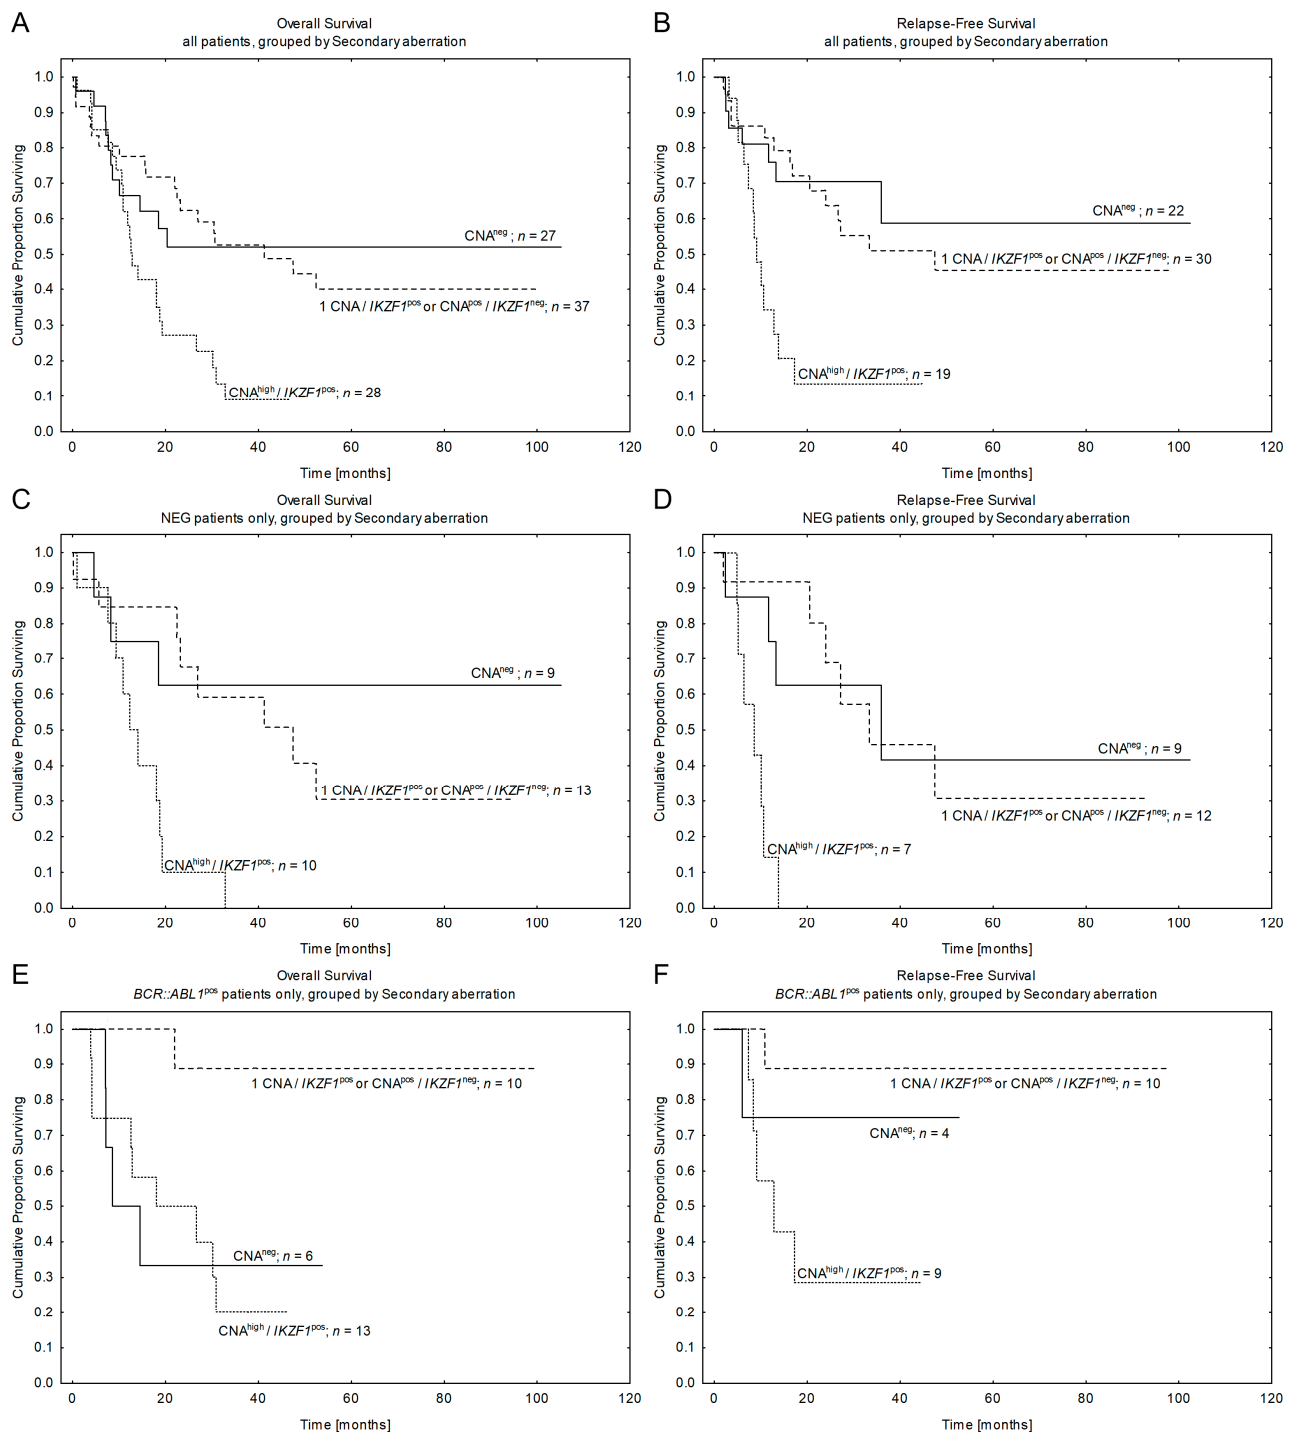 A
Overall Survival
all patients, grouped by Secondary aberration
Cumulative Proportion Surviving
1.0
0.9
0.8
0.7
0.6
0.5
0.4
0.3
0.2
0.1
0.0
CNAneg ; n = 27
1 CNA / IKZF1pos or CNApos / IKZF1neg; n = 37
CNAhigh / IKZF1pos; n = 28
0 20 40 60 80 100 120
Time [months]
B
Relapse-Free Survival
all patients, grouped by Secondary aberration
Cumulative Proportion Surviving
1.0
0.9
0.8
0.7
0.6
0.5
0.4
0.3
0.2
0.1
0.0
CNAneg ; n = 22
1 CNA / IKZF1pos or CNApos / IKZF1neg; n = 30
CNAhigh / IKZF1pos; n = 19
0 20 40 60 80 100 120
Time [months]
C
Overall Survival
NEG patients only, grouped by Secondary aberration
Cumulative Proportion Surviving
1.0
0.9
0.8
0.7
0.6
0.5
0.4
0.3
0.2
0.1
0.0
CNAneg ; n = 9
1 CNA / IKZF1pos or CNApos / IKZF1neg; n = 13
CNAhigh / IKZF1pos; n = 10
0 20 40 60 80 100 120
Time [months]
D
Relapse-Free Survival
NEG patients only, grouped by Secondary aberration
Cumulative Proportion Surviving
1.0
0.9
0.8
0.7
0.6
0.5
0.4
0.3
0.2
0.1
0.0
CNAneg ; n = 9
1 CNA / IKZF1pos or CNApos / IKZF1neg; n = 12
CNAhigh / IKZF1pos; n = 7
0 20 40 60 80 100 120
Time [months]
E
Overall Survival
BCR::ABL1pos patients only, grouped by Secondary aberration
Cumulative Proportion Surviving
1.0
0.9
0.8
0.7
0.6
0.5
0.4
0.3
0.2
0.1
0.0
1 CNA / IKZF1pos or CNApos / IKZF1neg; n = 10
CNAneg; n = 6
CNAhigh / IKZF1pos; n = 13
0 20 40 60 80 100 120
Time [months]
F
Relapse-Free Survival
BCR::ABL1pos patients only, grouped by Secondary aberration
Cumulative Proportion Surviving
1.0
0.9
0.8
0.7
0.6
0.5
0.4
0.3
0.2
0.1
0.0
1 CNA / IKZF1pos or CNApos / IKZF1neg; n = 10
CNAneg; n = 4
CNAhigh / IKZF1pos; n = 9
0 20 40 60 80 100 120
Time [months]